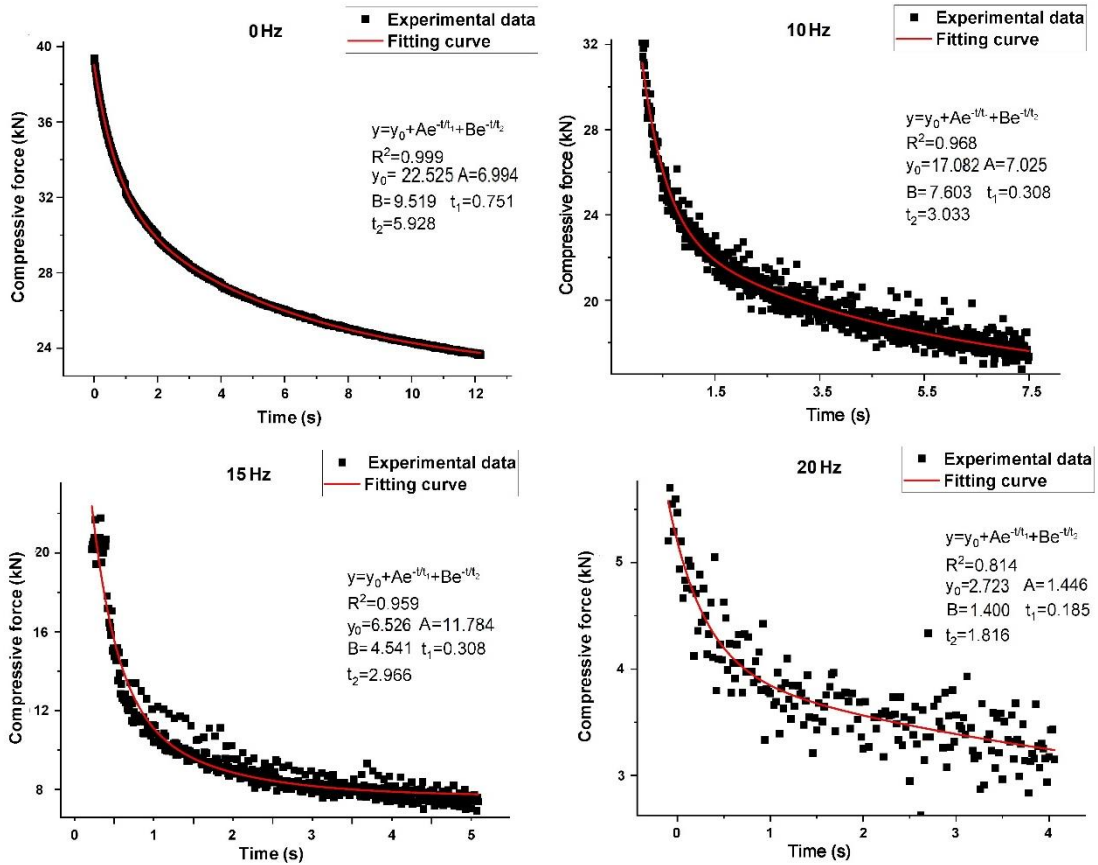 0 Hz
Experimental data
Fitting curve
Compressive force (kN)
40
36
32
28
24
y=y0+Ae-t/t1+Be-t/t2
R2=0.999
y0= 22.525 A=6.994
B=9.519 t1=0.751
t2=5.928
0 2 4 6 8 10 12
Time (s)
10Hz
Experimental data
Fitting curve
Compressive force (kN)
32
28
24
20
y=y0+Ae-t/t+Be-t/t2
R2=0.968
y0=17.082 A=7.025
B=7.603 t1=0.308
t2=3.033
1.5 3.5 5.5 7.5
Time (s)
15 Hz
Experimental data
Fitting curve
Compressive force (kN)
20
16
12
8
y=y0+Ae-t/t1+Be-t/t2
R2=0.959
y0=6.526 A=11.784
B=4.541 t1=0.308
t2=2.966
0 1 2 3 4 5
Time (s)
20 Hz
Experimental data
Fitting curve
Compressive force (kN)
5
4
3
y=y0+Ae-t/t1+Be-t/t2
R2=0.814
y0=2.723 A=1.446
B=1.400 t1=0.185
t2=1.816
0 1 2 3 4
Time (s)